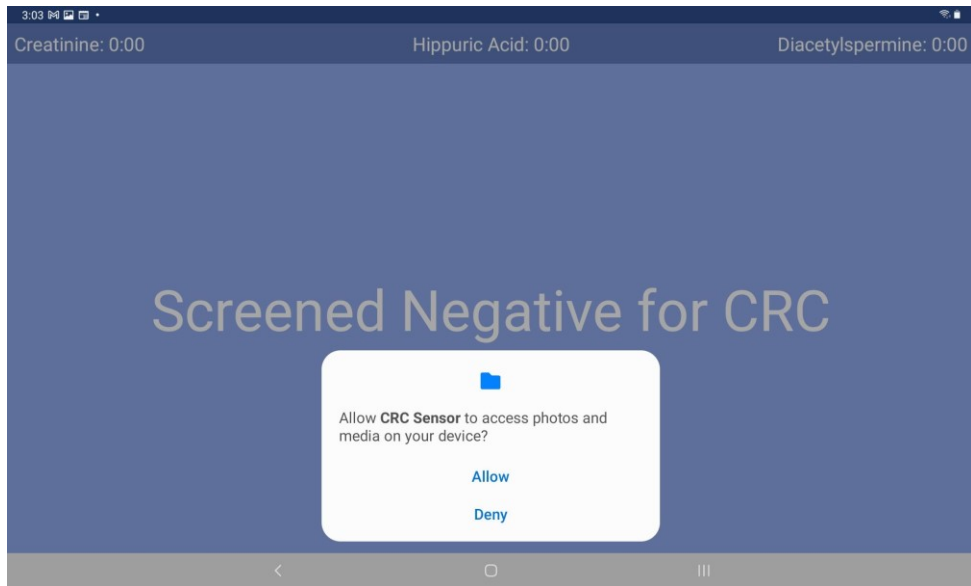 3:03
Creatinine: 0:00
Hippuric Acid: 0:00
Diacetylspermine: 0:00
Screened Negative for CRC
Allow CRC Sensor to access photos and
media on your device?
Allow
Deny